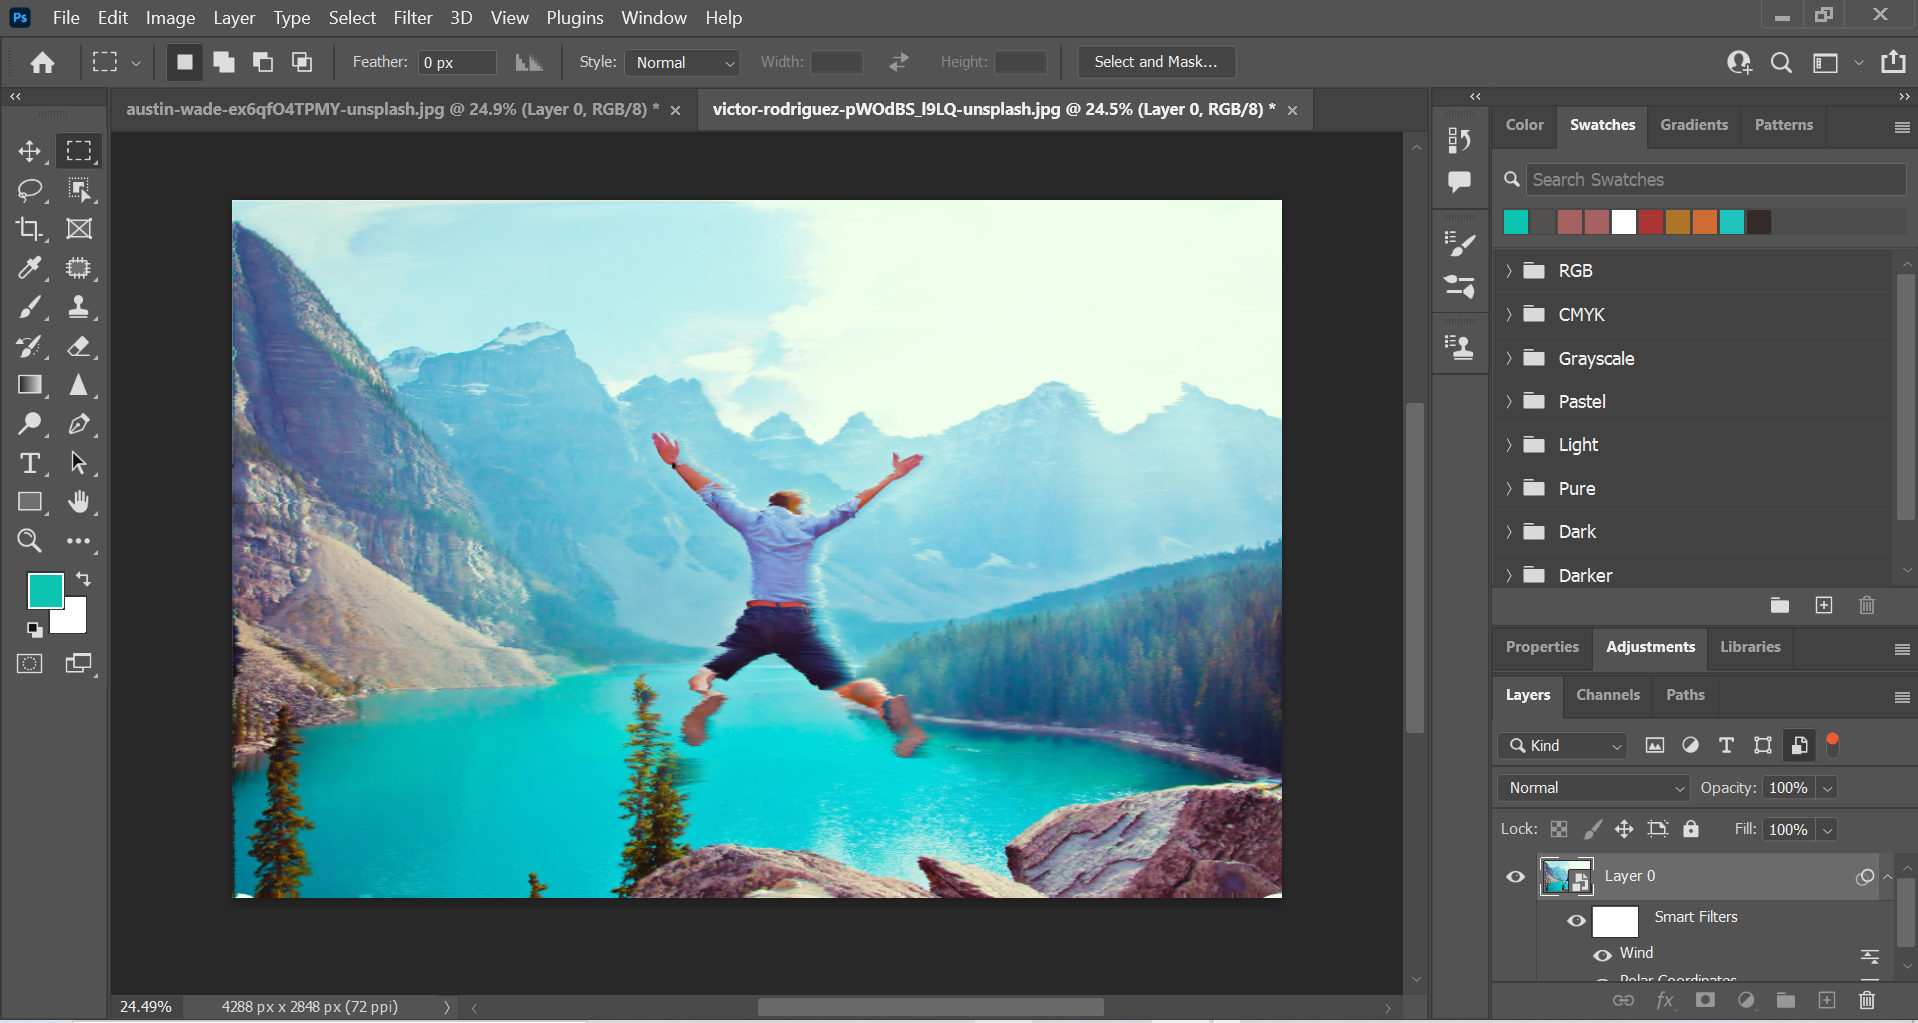 Ps File Edit Image Layer Type Select Filter 3D View Plugins Window Help
Feather: 0 px Style: Normal Width: Height: Select and Mask...
austin-wade-ex6qfO4TPMY-unsplash.jpg @ 24.9% (Layer 0, RGB/8) *
victor-rodriguez-pWOdBS_l9LQ-unsplash.jpg @ 24.5% (Layer 0, RGB/8) *
Color Swatches Gradients Patterns
Search Swatches
RGB
CMYK
Grayscale
Pastel
Light
Pure
Dark
Darker
Properties Adjustments Libraries
Layers Channels Paths
Kind
Normal Opacity: 100%
Lock: Fill: 100%
Layer 0
Smart Filters
Wind
Polar Coordinates
24.49% 4288 px x 2848 px (72 ppi)